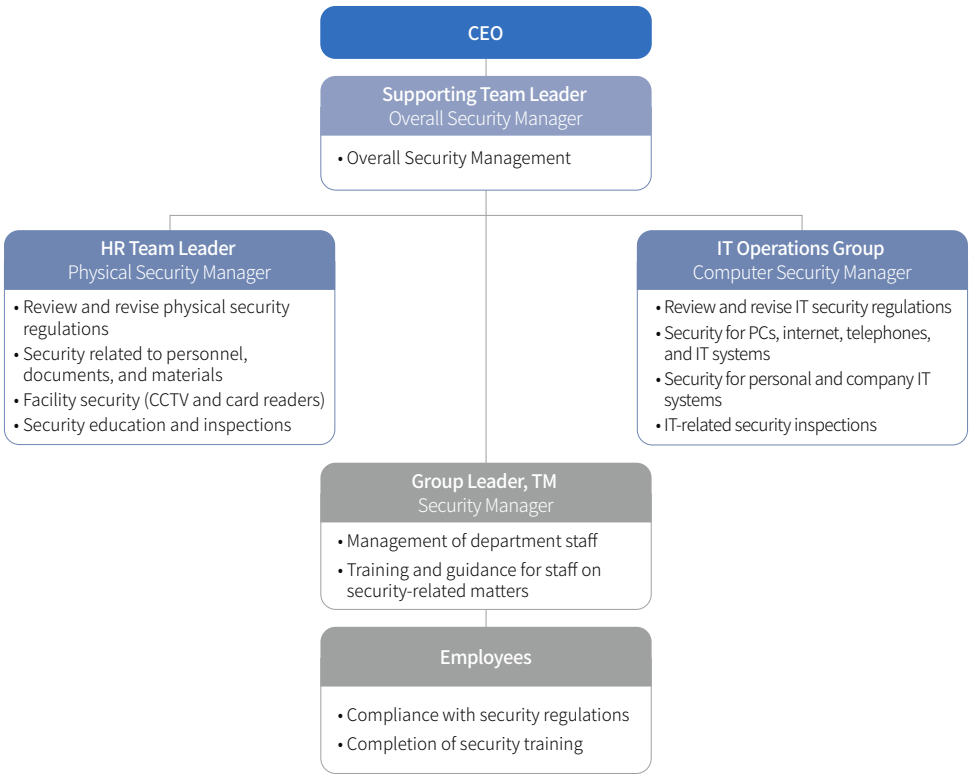 CEO
Supporting Team Leader
Overall Security Manager
• Overall Security Management
HR Team Leader
Physical Security Manager
• Review and revise physical security
regulations
• Security related to personnel,
documents, and materials
• Facility security (CCTV and card readers)
• Security education and inspections
IT Operations Group
Computer Security Manager
• Review and revise IT security regulations
• Security for PCs, internet, telephones,
and IT systems
• Security for personal and company IT
systems
• IT-related security inspections
Group Leader, TM
Security Manager
• Management of department staff
• Training and guidance for staff on
security-related matters
Employees
• Compliance with security regulations
• Completion of security training